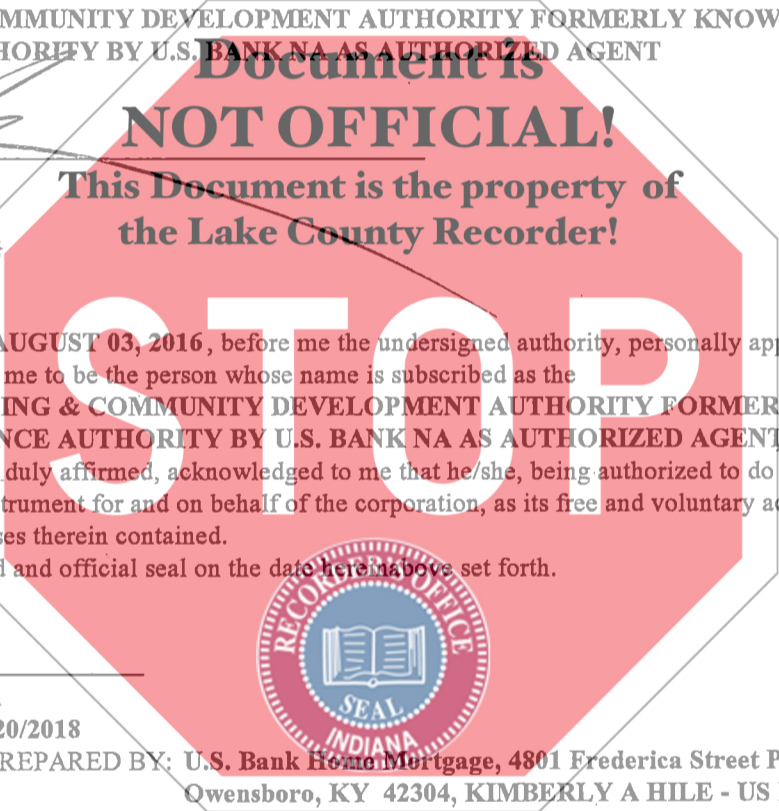 MMUNITY DEVELOPMENT AUTHORITY FORMERLY KNOW
HORITY BY U.S. BANK NA AS AUTHORIZED AGENT
Document is
NOT OFFICIAL!
This Document is the property of
the Lake County Recorder!
STOP
AUGUST 03, 2016, before me the undersigned authority, personally app
me to be the person whose name is subscribed as the
ING & COMMUNITY DEVELOPMENT AUTHORITY FORMER
NCE AUTHORITY BY U.S. BANK NA AS AUTHORIZED AGENT
duly affirmed, acknowledged to me that he/she, being authorized to do
trument for and on behalf of the corporation, as its free and voluntary ac
ses therein contained.
d and official seal on the date hereinabove set forth.
RECORDER'S OFFICE
SEAL
INDIANA
20/2018
REPARED BY: U.S. Bank Home Mortgage, 4801 Frederica Street P
Owensboro, KY 42304, KIMBERLY A HILE - US